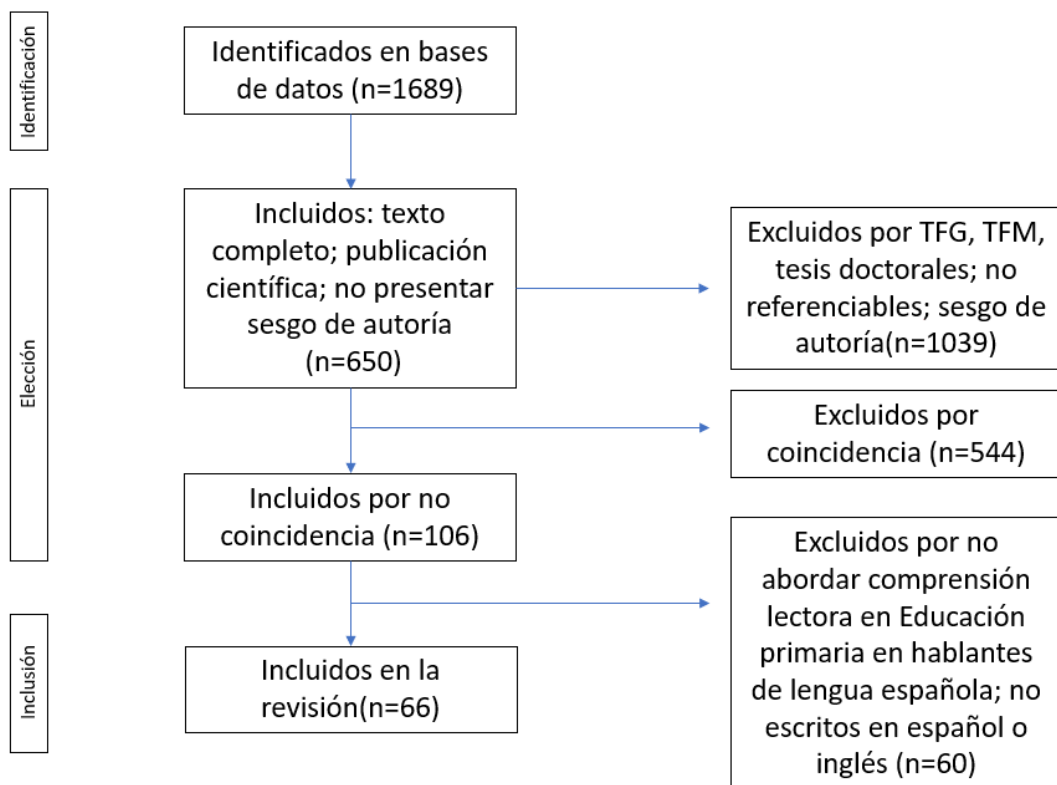 Identificación
Identificados en bases
de datos (n=1689)
Elección
Incluidos: texto
completo; publicación
científica; no presentar
sesgo de autoría
(n=650)
Excluidos por TFG, TFM,
tesis doctorales; no
referenciables; sesgo de
autoría(n=1039)
Excluidos por
coincidencia (n=544)
Incluidos por no
coincidencia (n=106)
Excluidos por no
abordar comprensión
lectora en Educación
primaria en hablantes
de lengua española; no
escritos en español o
inglés (n=60)
Inclusión
Incluidos en la
revisión(n=66)